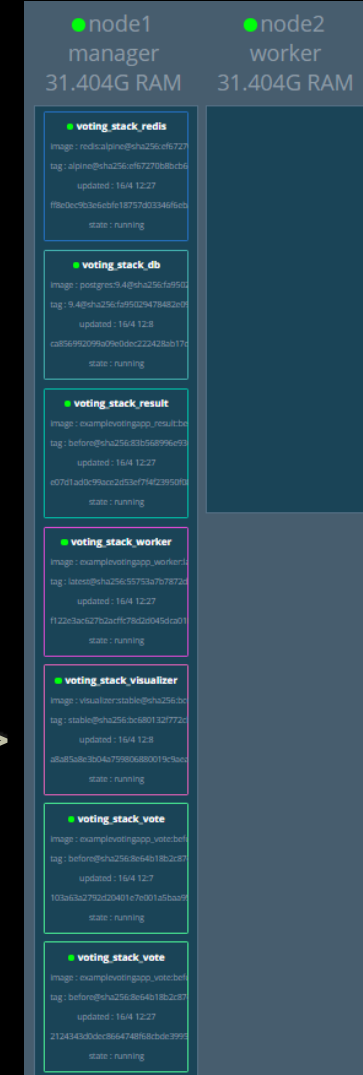 node1
manager
31.404G RAM
node2
worker
31.404G RAM
voting_stack_redis
image : redis:alpine@sha256:ef6727
tag : alpine@sha256:ef67270b8bcb6
updated : 16/4 12:27
ff8e0ec9b3e6ebfe18757d03346f6eb
state : running
voting_stack_db
image : postgres:9.4@sha256:fa9502
tag : 9.4@sha256:fa95029478482e09
updated : 16/4 12:8
ca856992099a09e0dec222428ab17c
state : running
voting_stack_result
image : examplevotingapp_result:be
tag : before@sha256:83b568996e93
updated : 16/4 12:27
e07d1ad0c99ace2d53ef7f4f23950f0
state : running
voting_stack_worker
image : examplevotingapp_worker:la
tag : latest@sha256:55753a7b7872d
updated : 16/4 12:27
f122e3ac627b2acffc78d2d045dca01
state : running
voting_stack_visualizer
image : visualizer:stable@sha256:bc
tag : stable@sha256:bc680132f772c
updated : 16/4 12:8
a8a85a8e3b04a759806880019c9aea
state : running
voting_stack_vote
image : examplevotingapp_vote:bef
tag : before@sha256:8e64b18b2c87
updated : 16/4 12:7
103a63a2792d20401e7e001a5baa9
state : running
voting_stack_vote
image : examplevotingapp_vote:bef
tag : before@sha256:8e64b18b2c87
updated : 16/4 12:27
2124343d0dec8664748f68cbde3995
state : running